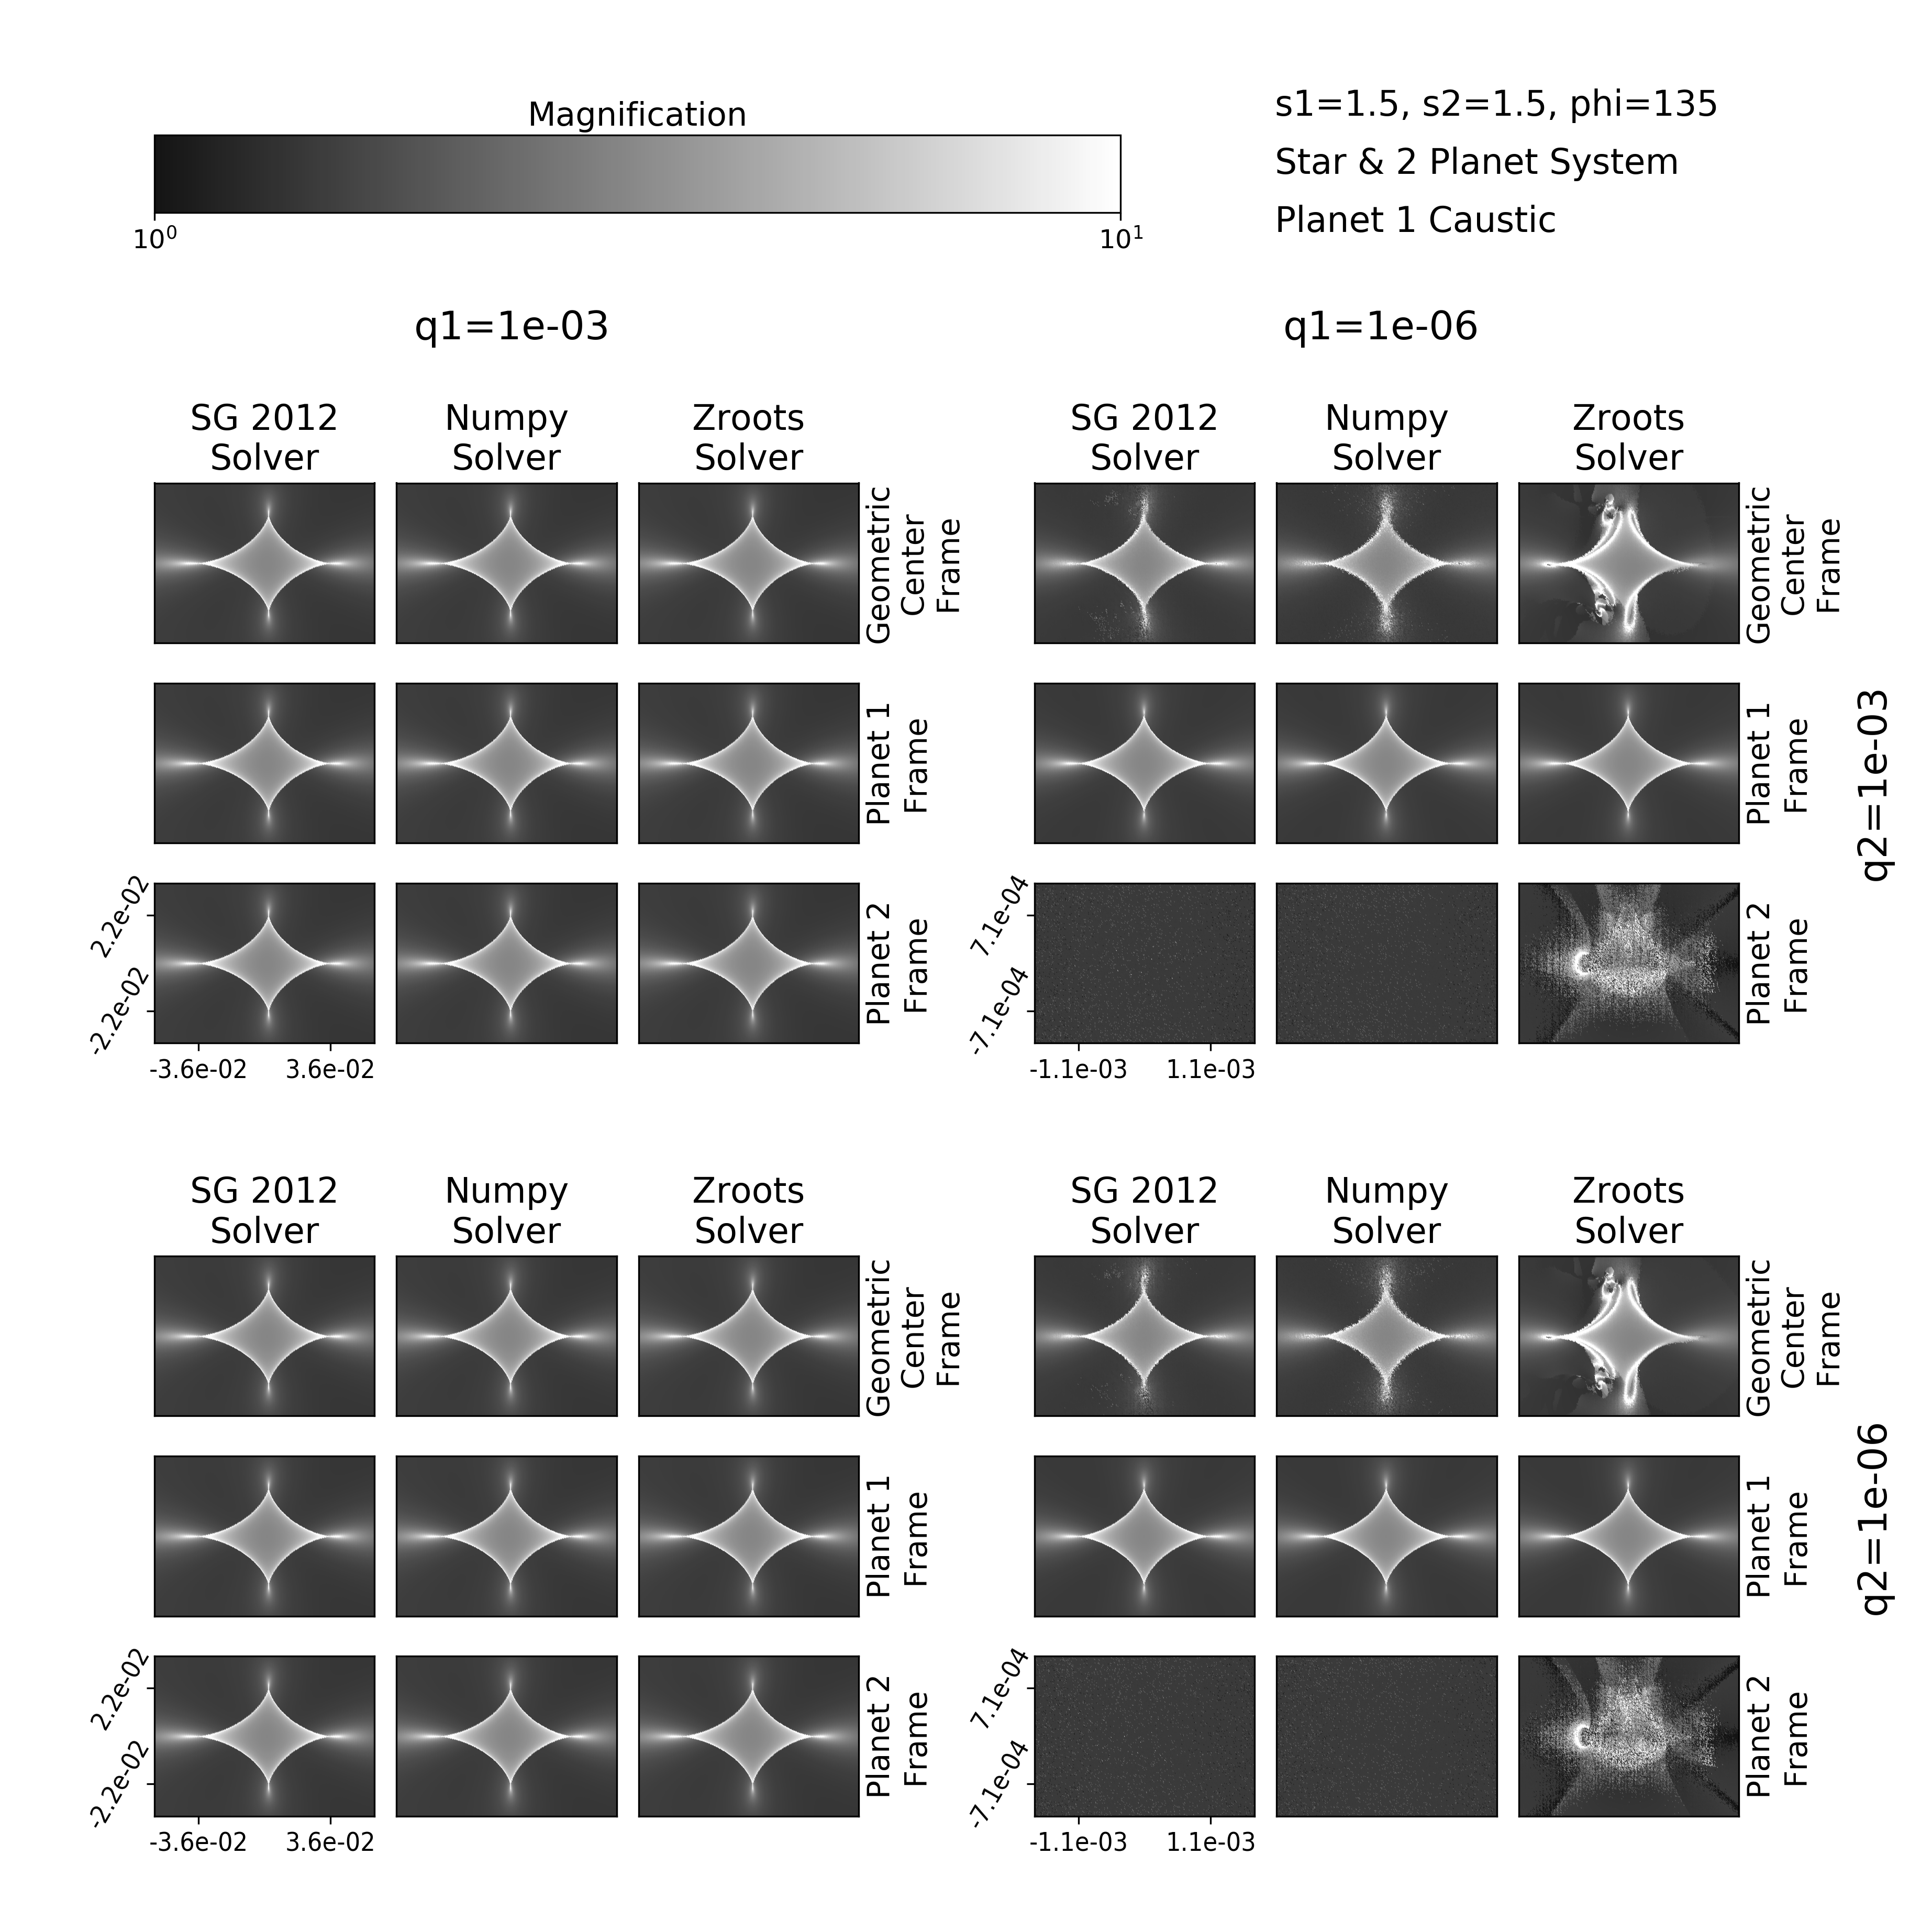 Magnification
10^0
10^1
s1=1.5, s2=1.5, phi=135
Star & 2 Planet System
Planet 1 Caustic
q1=1e-03
q1=1e-06
SG 2012
Solver
Numpy
Solver
Zroots
Solver
Geometric
Center
Frame
Planet 1
Frame
Planet 2
Frame
2.2e-02
-2.2e-02
-3.6e-02
3.6e-02
SG 2012
Solver
Numpy
Solver
Zroots
Solver
Geometric
Center
Frame
Planet 1
Frame
Planet 2
Frame
7.1e-04
-7.1e-04
-1.1e-03
1.1e-03
q2=1e-03
SG 2012
Solver
Numpy
Solver
Zroots
Solver
Geometric
Center
Frame
Planet 1
Frame
Planet 2
Frame
2.2e-02
-2.2e-02
-3.6e-02
3.6e-02
SG 2012
Solver
Numpy
Solver
Zroots
Solver
Geometric
Center
Frame
Planet 1
Frame
Planet 2
Frame
7.1e-04
-7.1e-04
-1.1e-03
1.1e-03
q2=1e-06